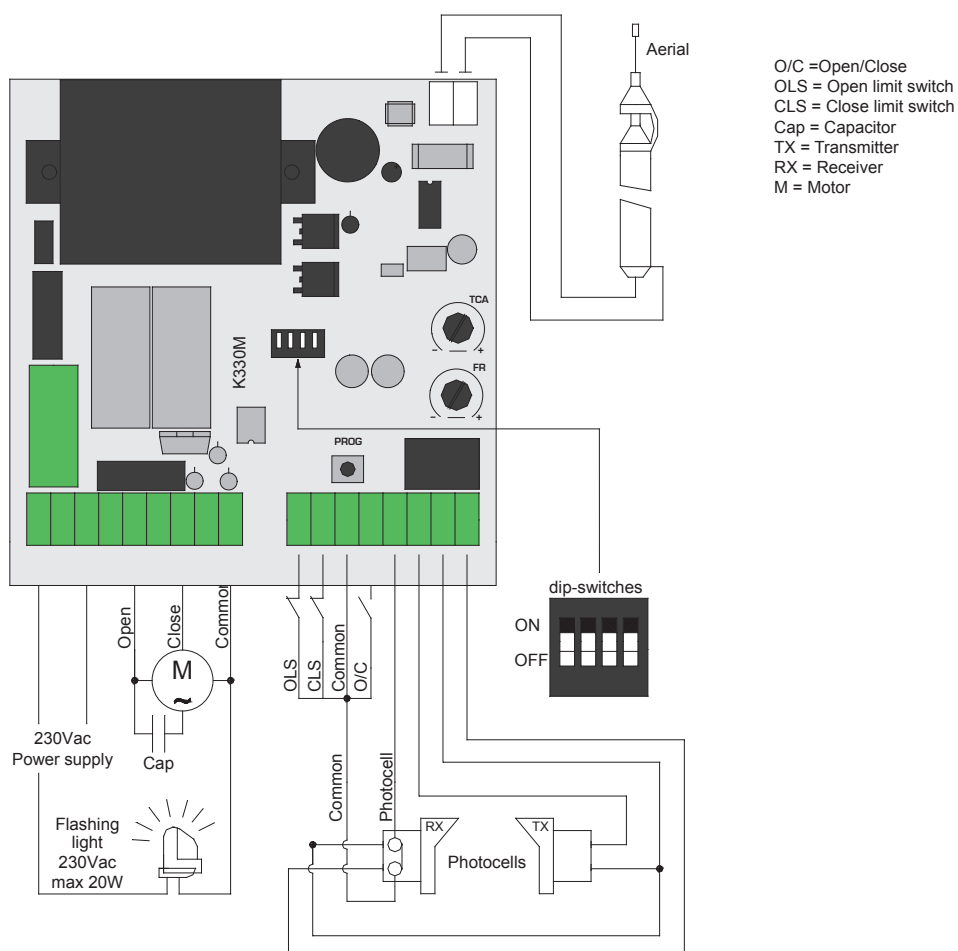 Aerial
O/C =Open/Close
OLS = Open limit switch
CLS = Close limit switch
Cap = Capacitor
TX = Transmitter
RX = Receiver
M = Motor
TCA
- +
K330M
FR
- +
PROG
dip-switches
ON
OFF
Open
Close
Common
OLS
CLS
Common
O/C
M
~
230Vac
Power supply
Cap
Common
Photocell
Flashing
light
230Vac
max 20W
RX
TX
Photocells